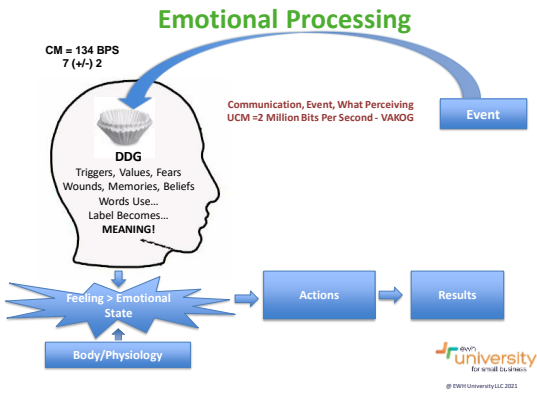 Emotional Processing
CM = 134 BPS
7 (+/-) 2
Communication, Event, What Perceiving
UCM =2 Million Bits Per Second - VAKOG
Event
DDG
Triggers, Values, Fears
Wounds, Memories, Beliefs
Words Use...
Label Becomes...
MEANING!
Feeling > Emotional
State
Actions
Results
Body/Physiology
ewh
university
for small business
@ EWH University LLC 2021